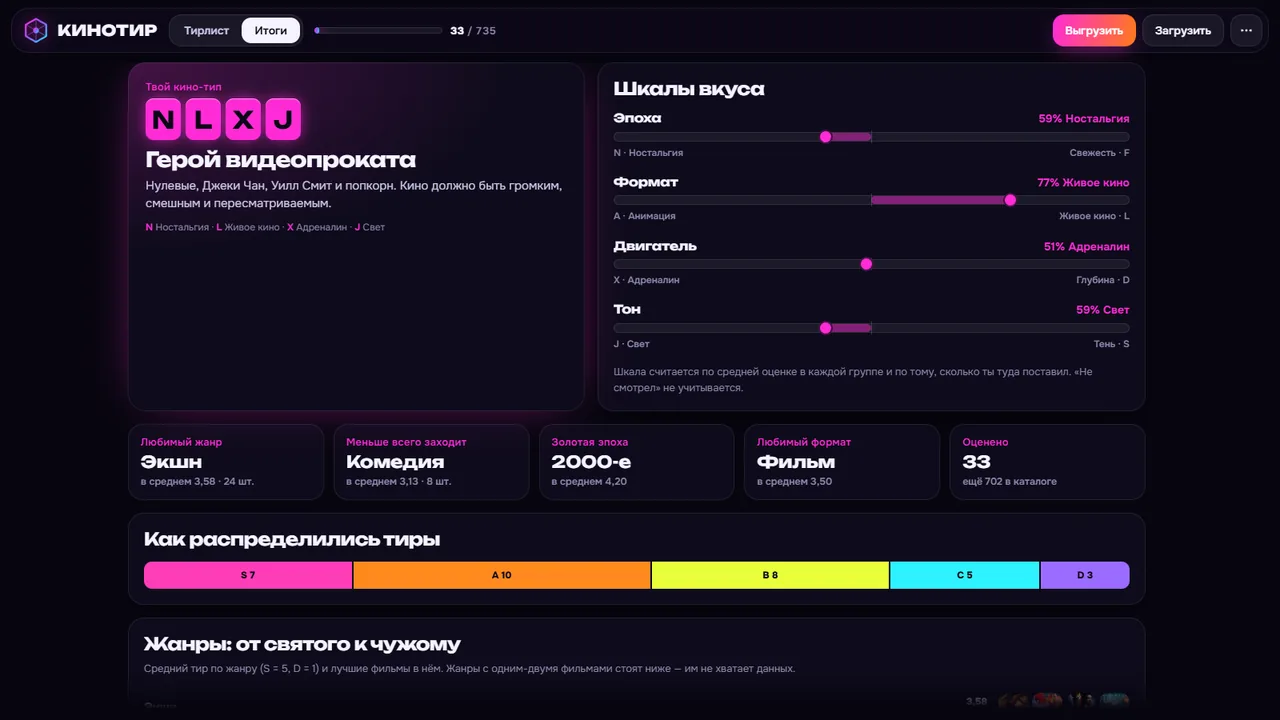 КИНОТИР
Тирлист
Итоги
33 / 735
Выгрузить
Загрузить
···
Твой кино-тип
N L X J
Герой видеопроката
Нулевые, Джеки Чан, Уилл Смит и попкорн. Кино должно быть громким,
смешным и пересматриваемым.
N Ностальгия · L Живое кино · X Адреналин · J Свет
Шкалы вкуса
Эпоха 59% Ностальгия
N · Ностальгия Свежесть · F
Формат 77% Живое кино
A · Анимация Живое кино · L
Двигатель 51% Адреналин
X · Адреналин Глубина · D
Тон 59% Свет
J · Свет Тень · S
Шкала считается по средней оценке в каждой группе и по тому, сколько ты туда поставил. «Не
смотрел» не учитывается.
Любимый жанр
Экшн
в среднем 3,58 · 24 шт.
Меньше всего заходит
Комедия
в среднем 3,13 · 8 шт.
Золотая эпоха
2000-е
в среднем 4,20
Любимый формат
Фильм
в среднем 3,50
Оценено
33
ещё 702 в каталоге
Как распределились тиры
S 7 A 10 B 8 C 5 D 3
Жанры: от святого к чужому
Средний тир по жанру (S = 5, D = 1) и лучшие фильмы в нём. Жанры с одним-двумя фильмами стоят ниже — им не хватает данных.
3,58